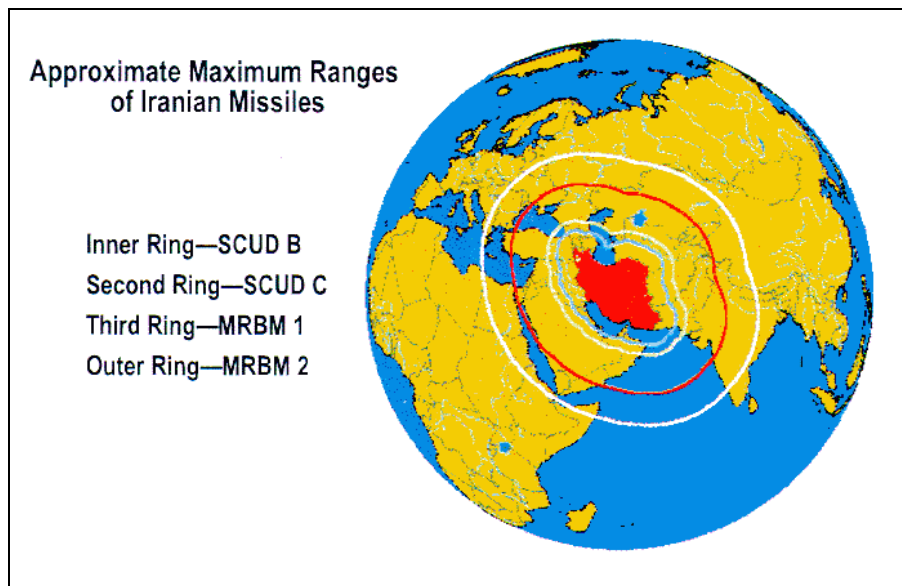 Approximate Maximum Ranges
of Iranian Missiles
Inner Ring—SCUD B
Second Ring—SCUD C
Third Ring—MRBM 1
Outer Ring—MRBM 2